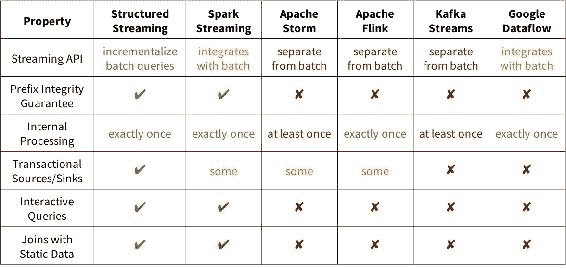 Property Structured Streaming Spark Streaming Apache Storm Apache Flink Kafka Streams Google Dataflow
Streaming API incrementalize batch queries integrates with batch separate from batch separate from batch separate from batch integrates with batch
Prefix Integrity Guarantee ✔ ✔ ✘ ✘ ✘ ✘
Internal Processing exactly once exactly once at least once exactly once at least once exactly once
Transactional Sources/Sinks ✔ some some some ✘ ✘
Interactive Queries ✔ ✔ ✘ ✘ ✘ ✘
Joins with Static Data ✔ ✔ ✘ ✘ ✘ ✘